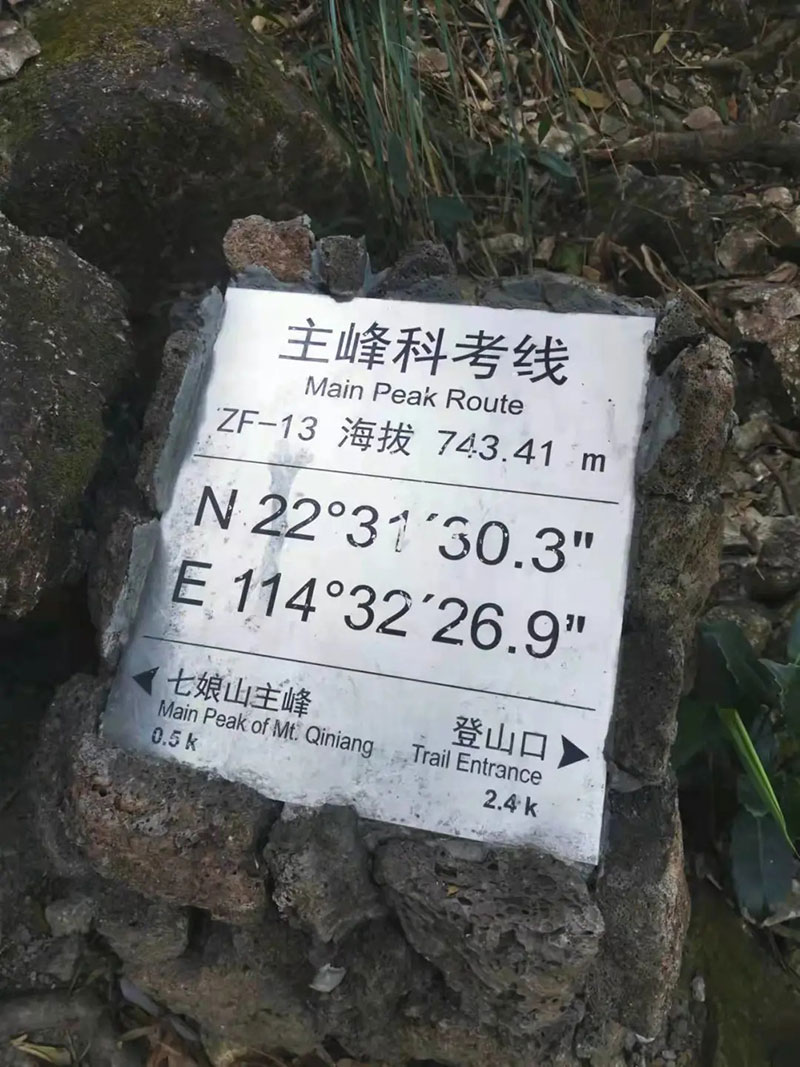 主峰科考线
Main Peak Route
ZF-13 海拔 743.41 m
N 22°31′30.3"
E 114°32′26.9"
七娘山主峰
Main Peak of Mt. Qiniang
0.5 k
登山口
Trail Entrance
2.4 k